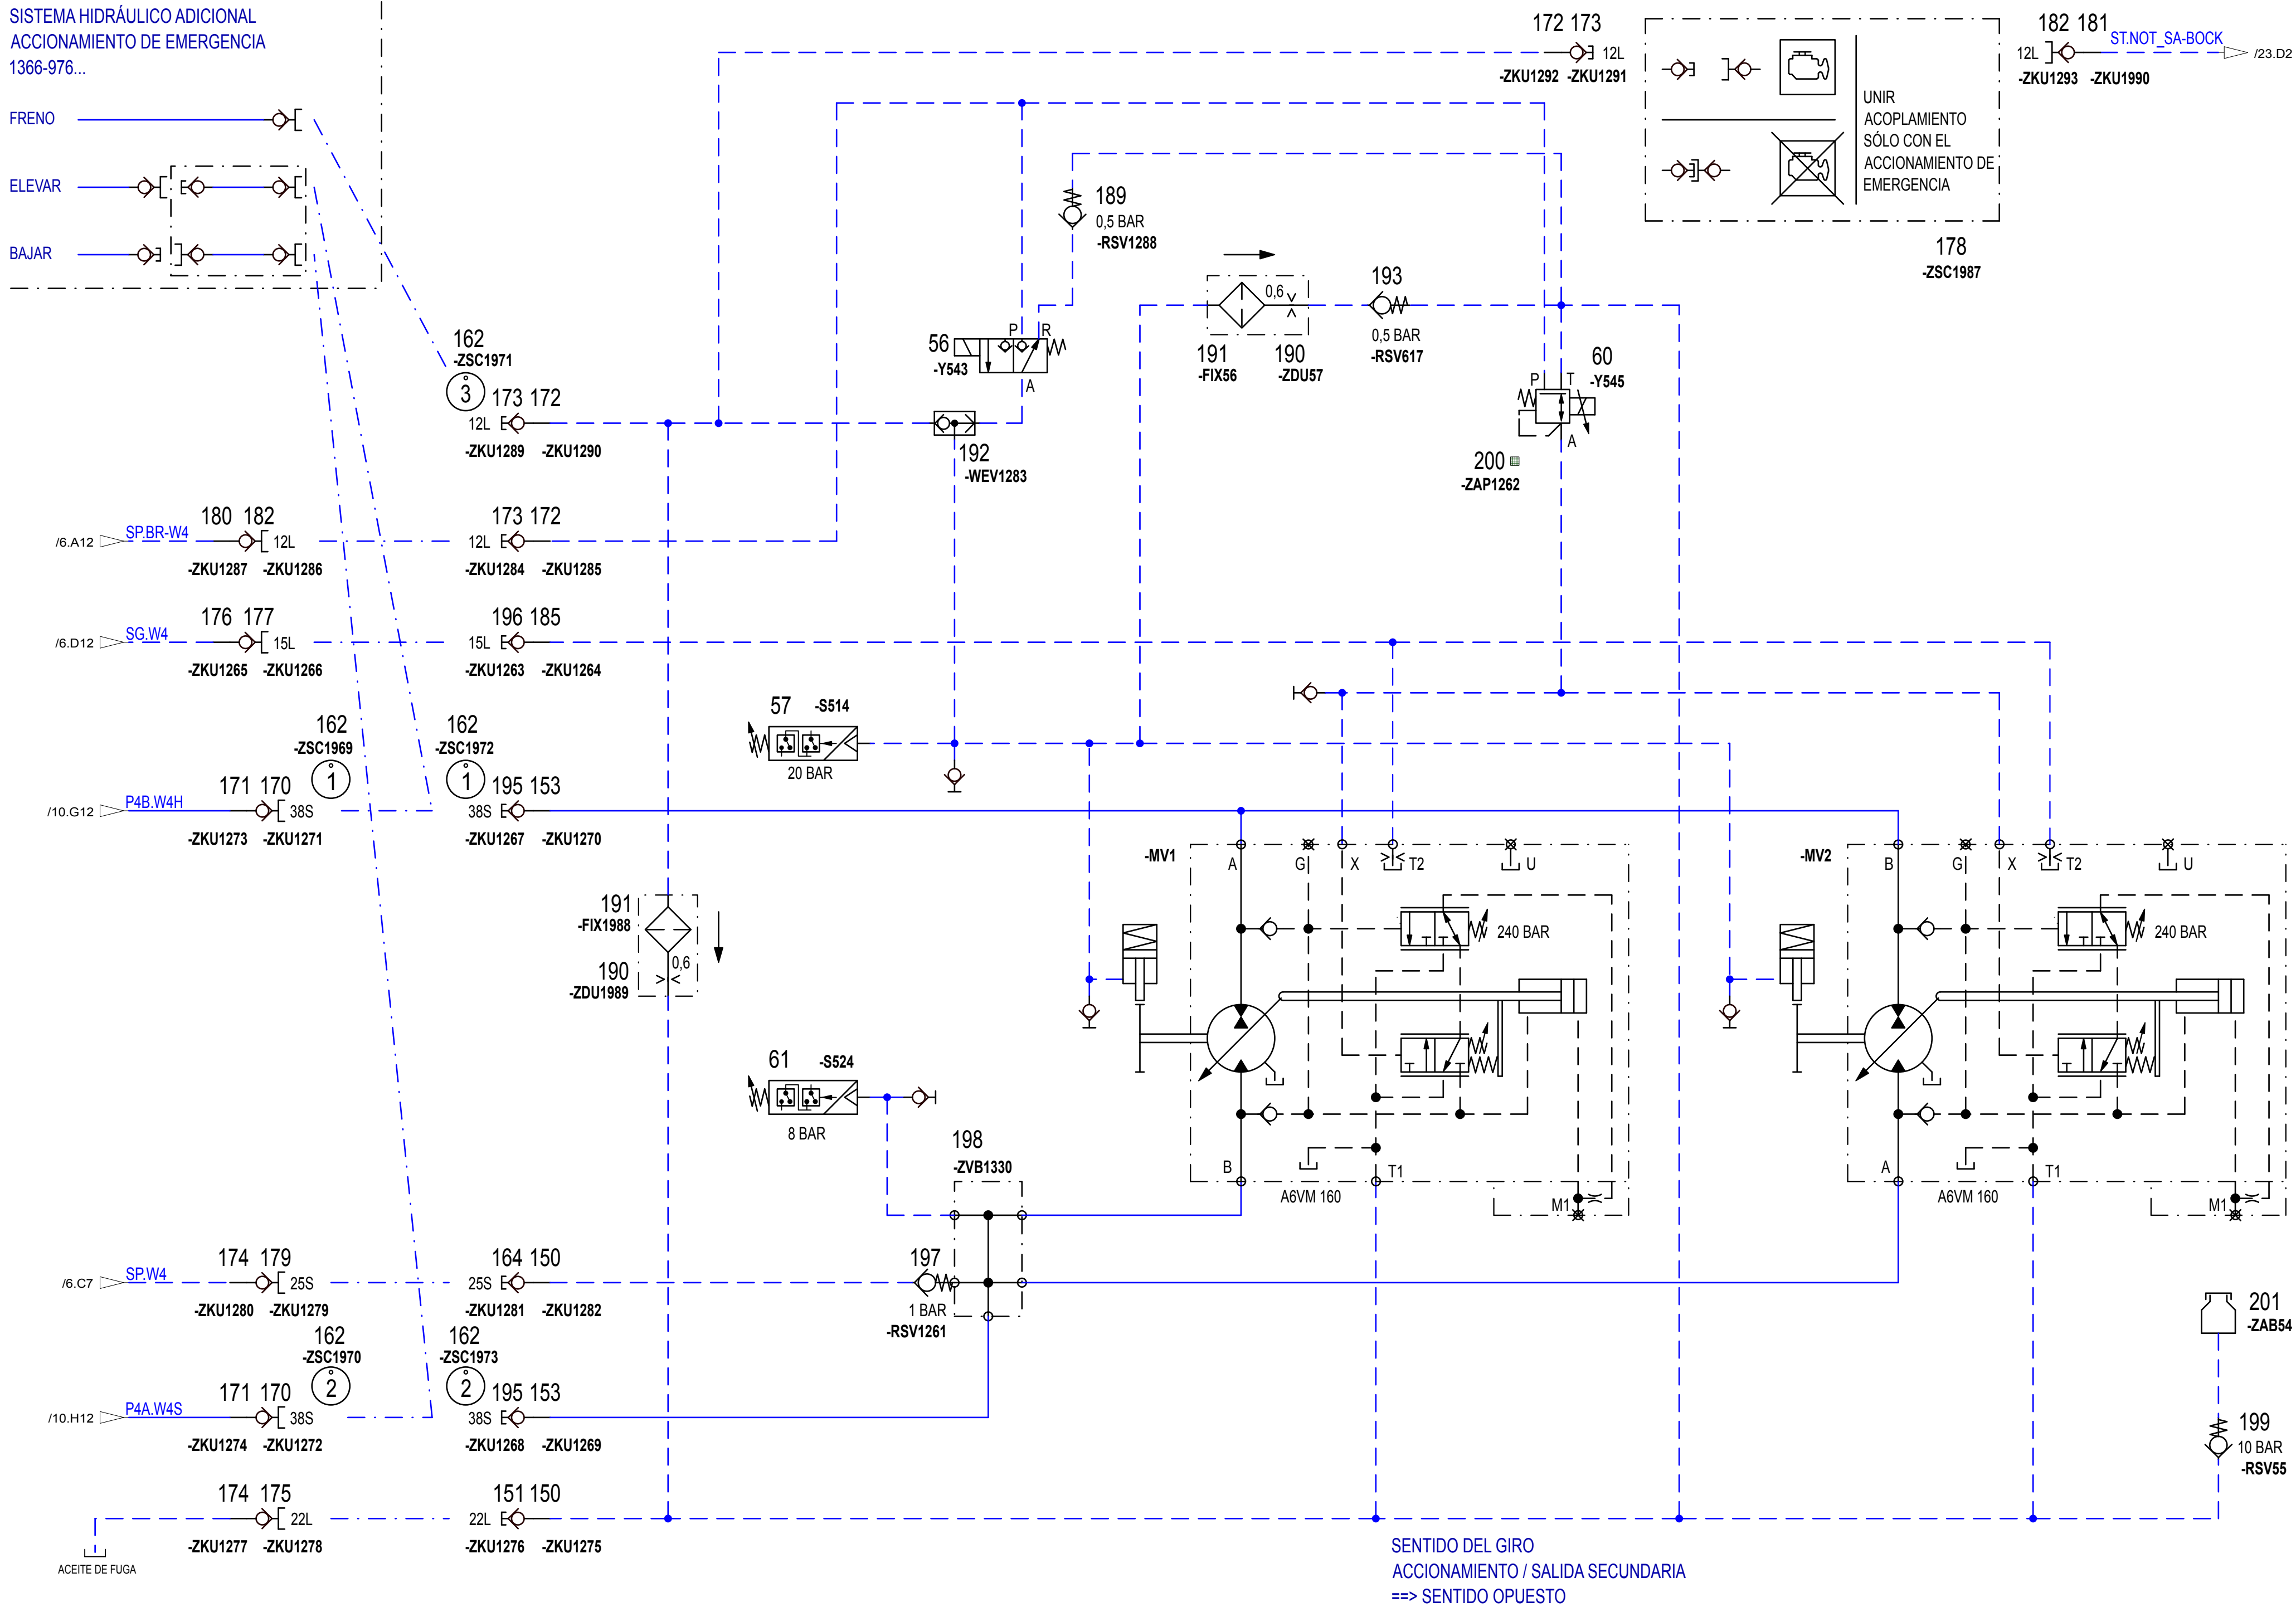 SISTEMA HIDRÁULICO ADICIONAL
ACCIONAMIENTO DE EMERGENCIA
1366-976...
FRENO
ELEVAR
BAJAR
172 173
12L
-ZKU1292 -ZKU1291
UNIR
ACOPLAMIENTO
SÓLO CON EL
ACCIONAMIENTO DE
EMERGENCIA
178
-ZSC1987
182 181
12L
ST.NOT_SA-BOCK
/23.D2
-ZKU1293 -ZKU1990
189
0,5 BAR
-RSV1288
193
0,5 BAR
-RSV617
0,6
191 190
-FIX56 -ZDU57
56
-Y543
P R
A
60
-Y545
P T
A
200
-ZAP1262
162
-ZSC1971
3
173 172
12L
-ZKU1289 -ZKU1290
192
-WEV1283
/6.A12
SP.BR-W4
180 182
12L
-ZKU1287 -ZKU1286
173 172
12L
-ZKU1284 -ZKU1285
/6.D12
SG.W4
176 177
15L
-ZKU1265 -ZKU1266
196 185
15L
-ZKU1263 -ZKU1264
57 -S514
20 BAR
162
-ZSC1969
1
162
-ZSC1972
1
/10.G12
P4B.W4H
171 170
38S
-ZKU1273 -ZKU1271
195 153
38S
-ZKU1267 -ZKU1270
-MV1
A G X T2 U
240 BAR
B T1
A6VM 160
M1
-MV2
B G X T2 U
240 BAR
A T1
A6VM 160
M1
191
-FIX1988
190
0,6
-ZDU1989
61 -S524
8 BAR
198
-ZVB1330
197
1 BAR
-RSV1261
/6.C7
SP.W4
174 179
25S
-ZKU1280 -ZKU1279
164 150
25S
-ZKU1281 -ZKU1282
162
-ZSC1970
2
162
-ZSC1973
2
/10.H12
P4A.W4S
171 170
38S
-ZKU1274 -ZKU1272
195 153
38S
-ZKU1268 -ZKU1269
201
-ZAB54
199
10 BAR
-RSV55
174 175
22L
-ZKU1277 -ZKU1278
151 150
22L
-ZKU1276 -ZKU1275
ACEITE DE FUGA
SENTIDO DEL GIRO
ACCIONAMIENTO / SALIDA SECUNDARIA
==> SENTIDO OPUESTO